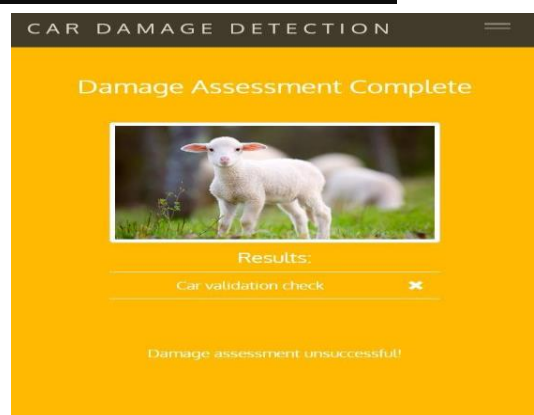 CAR DAMAGE DETECTION
Damage Assessment Complete
Results:
Car validation check ✖
Damage assessment unsuccessful!